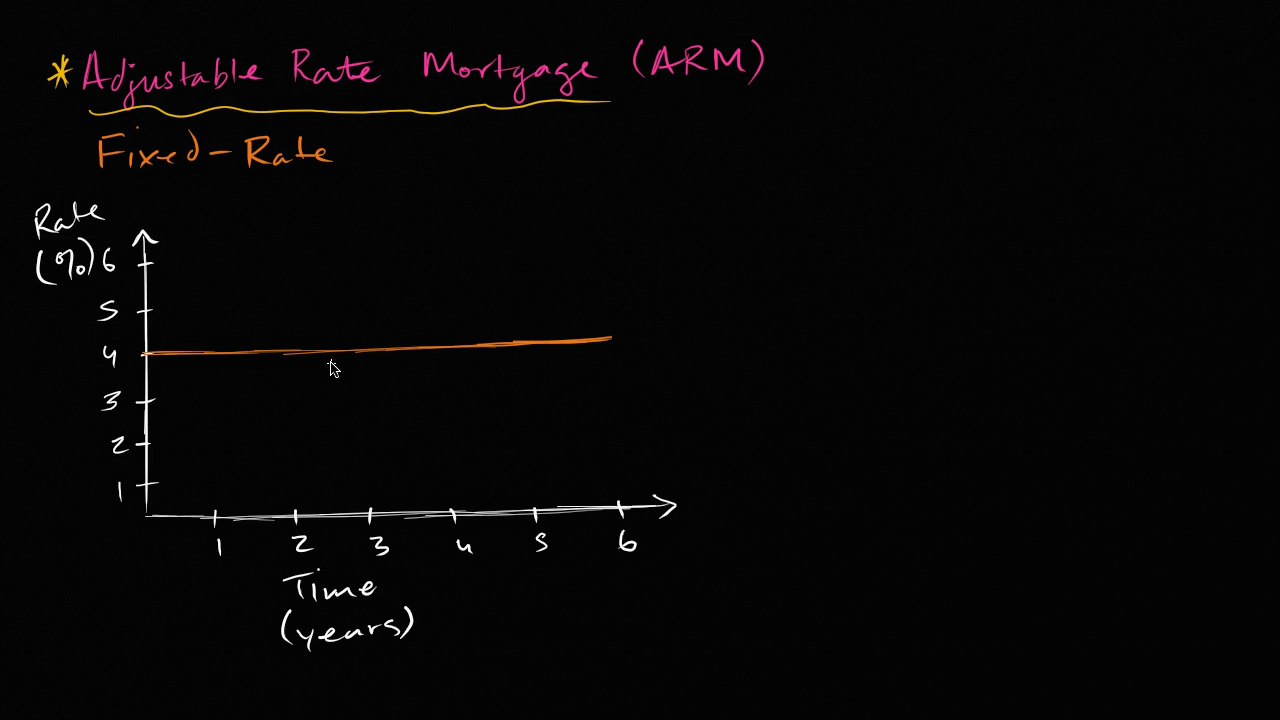 * Adjustable Rate Mortgage (ARM)
Fixed-Rate
Rate
(%) 6
5
4
3
2
1
1 2 3 4 5 6
Time
(years)